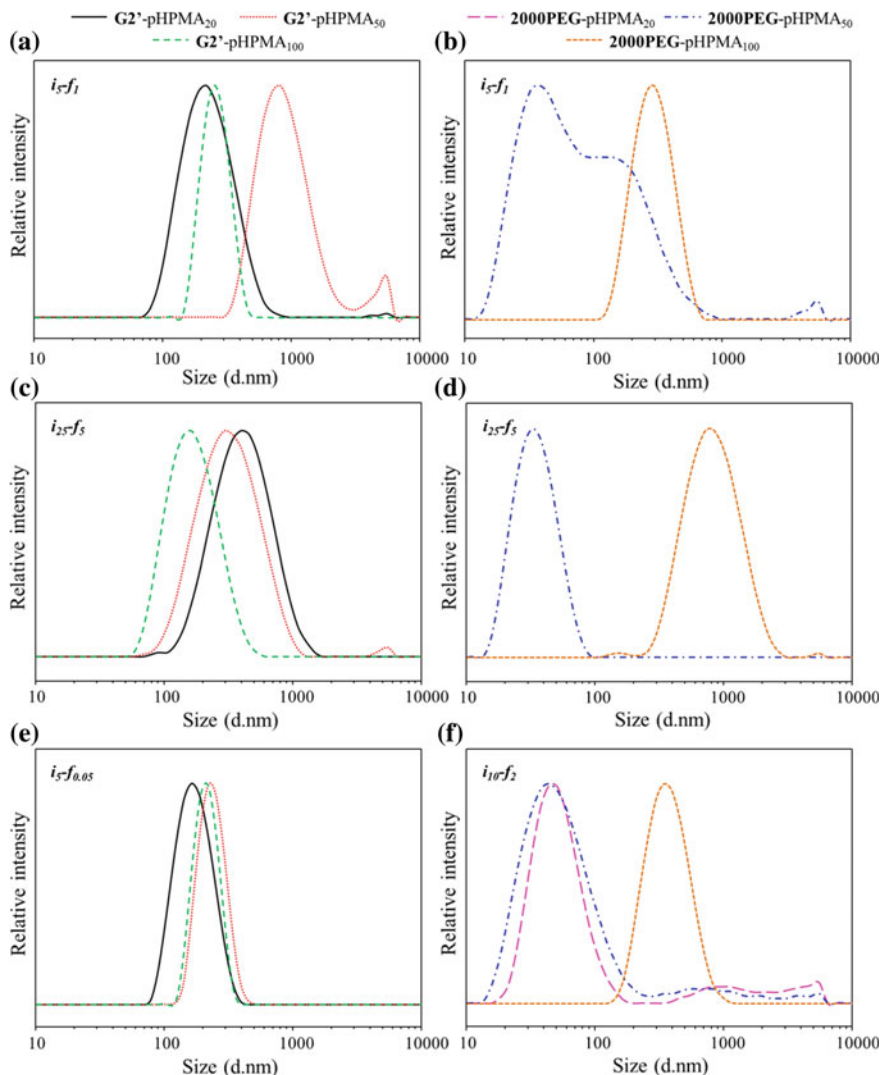 G2’-pHPMA₂₀ G2’-pHPMA₅₀
G2’-pHPMA₁₀₀
2000PEG-pHPMA₂₀ 2000PEG-pHPMA₅₀
2000PEG-pHPMA₁₀₀
(a)
i₅-f₁
Relative intensity
10 100 1000 10000
Size (d.nm)
(b)
i₅-f₁
Relative intensity
10 100 1000 10000
Size (d.nm)
(c)
i₂₅-f₅
Relative intensity
10 100 1000 10000
Size (d.nm)
(d)
i₂₅-f₅
Relative intensity
10 100 1000 10000
Size (d.nm)
(e)
i₅-f₀.₀₅
Relative intensity
10 100 1000 10000
Size (d.nm)
(f)
i₁₀-f₂
Relative intensity
10 100 1000 10000
Size (d.nm)